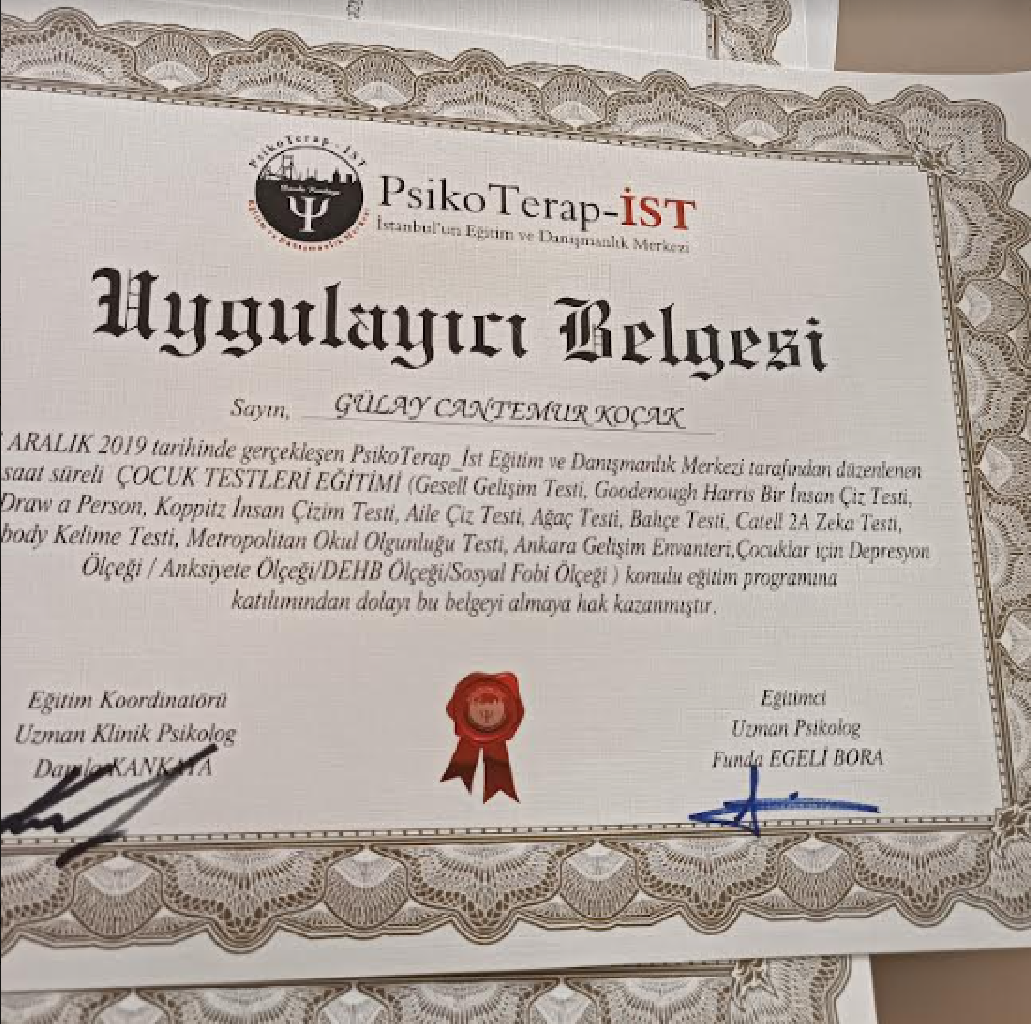 PsikoTerap - İST
PsikoTerap-İST
İstanbul'un Eğitim ve Danışmanlık Merkezi
Uygulayıcı Belgesi
Sayın, GÜLAY CANTEMUR KOÇAK
ARALIK 2019 tarihinde gerçekleşen PsikoTerap_İst Eğitim ve Danışmanlık Merkezi tarafından düzenlenen
saat süreli ÇOCUK TESTLERİ EĞİTİMİ (Gesell Gelişim Testi, Goodenough Harris Bir İnsan Çiz Testi,
Draw a Person, Koppitz İnsan Çizim Testi, Aile Çiz Testi, Ağaç Testi, Bahçe Testi, Catell 2A Zeka Testi,
body Kelime Testi, Metropolitan Okul Olgunluğu Testi, Ankara Gelişim Envanteri,Çocuklar için Depresyon
Ölçeği / Anksiyete Ölçeği/DEHB Ölçeği/Sosyal Fobi Ölçeği ) konulu eğitim programına
katılımından dolayı bu belgeyi almaya hak kazanmıştır.
Eğitim Koordinatörü
Uzman Klinik Psikolog
Damla KANKAYA
Eğitimci
Uzman Psikolog
Funda EGELİ BORA